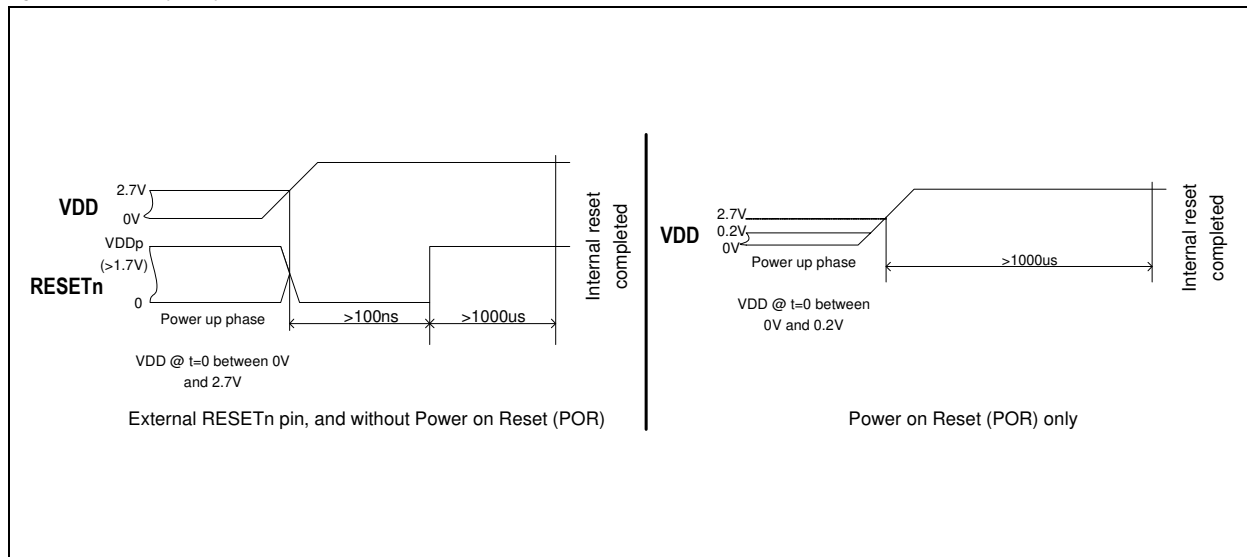 2.7V
VDD
0V
VDDp
(>1.7V)
RESETn
0
Power up phase
>100ns
>1000us
Internal reset
completed
VDD @ t=0 between 0V
and 2.7V
External RESETn pin, and without Power on Reset (POR)
2.7V
0.2V
VDD
0V
Power up phase
>1000us
Internal reset
completed
VDD @ t=0 between
0V and 0.2V
Power on Reset (POR) only